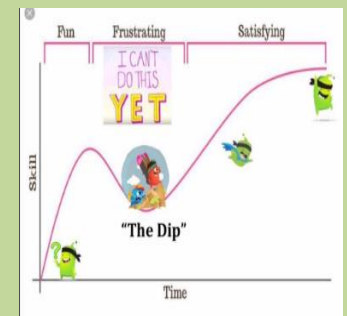 Fun Frustrating Satisfying
I CAN'T
DO THIS
YET
Skill
"The Dip"
Time